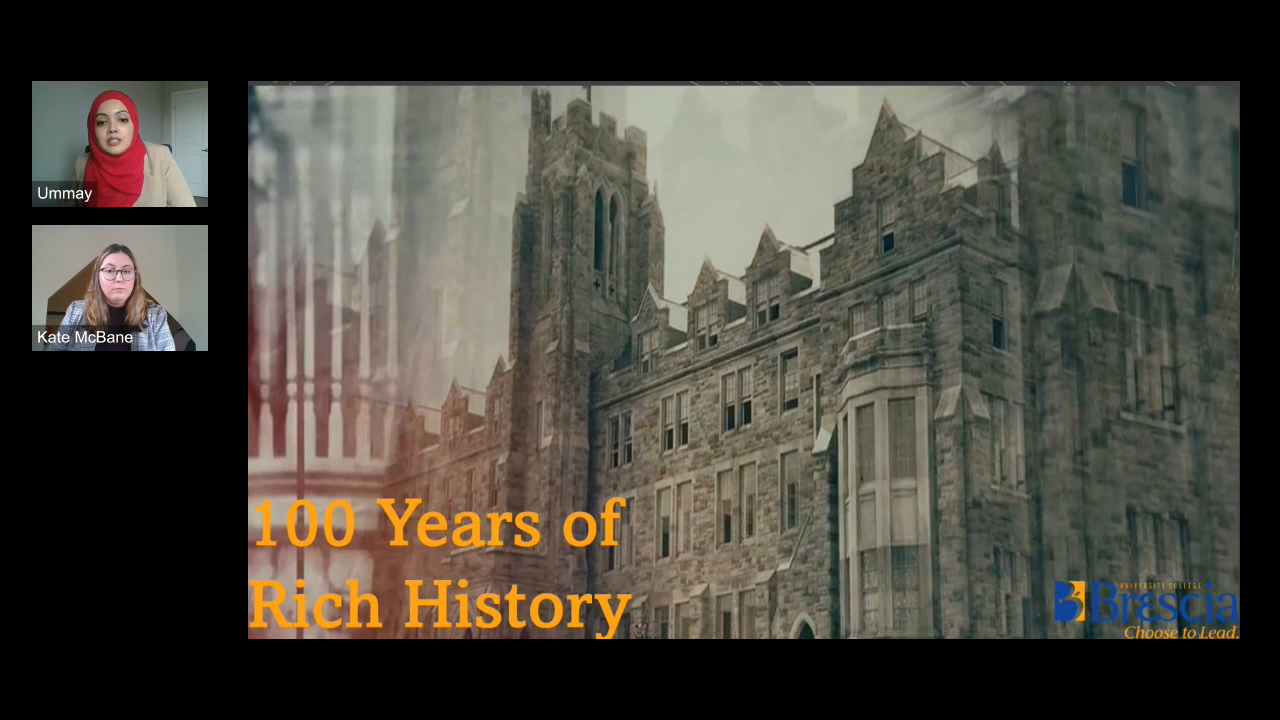 Ummay
Kate McBane
100 Years of
Rich History
UNIVERSITY COLLEGE
Brescia
Choose to Lead.